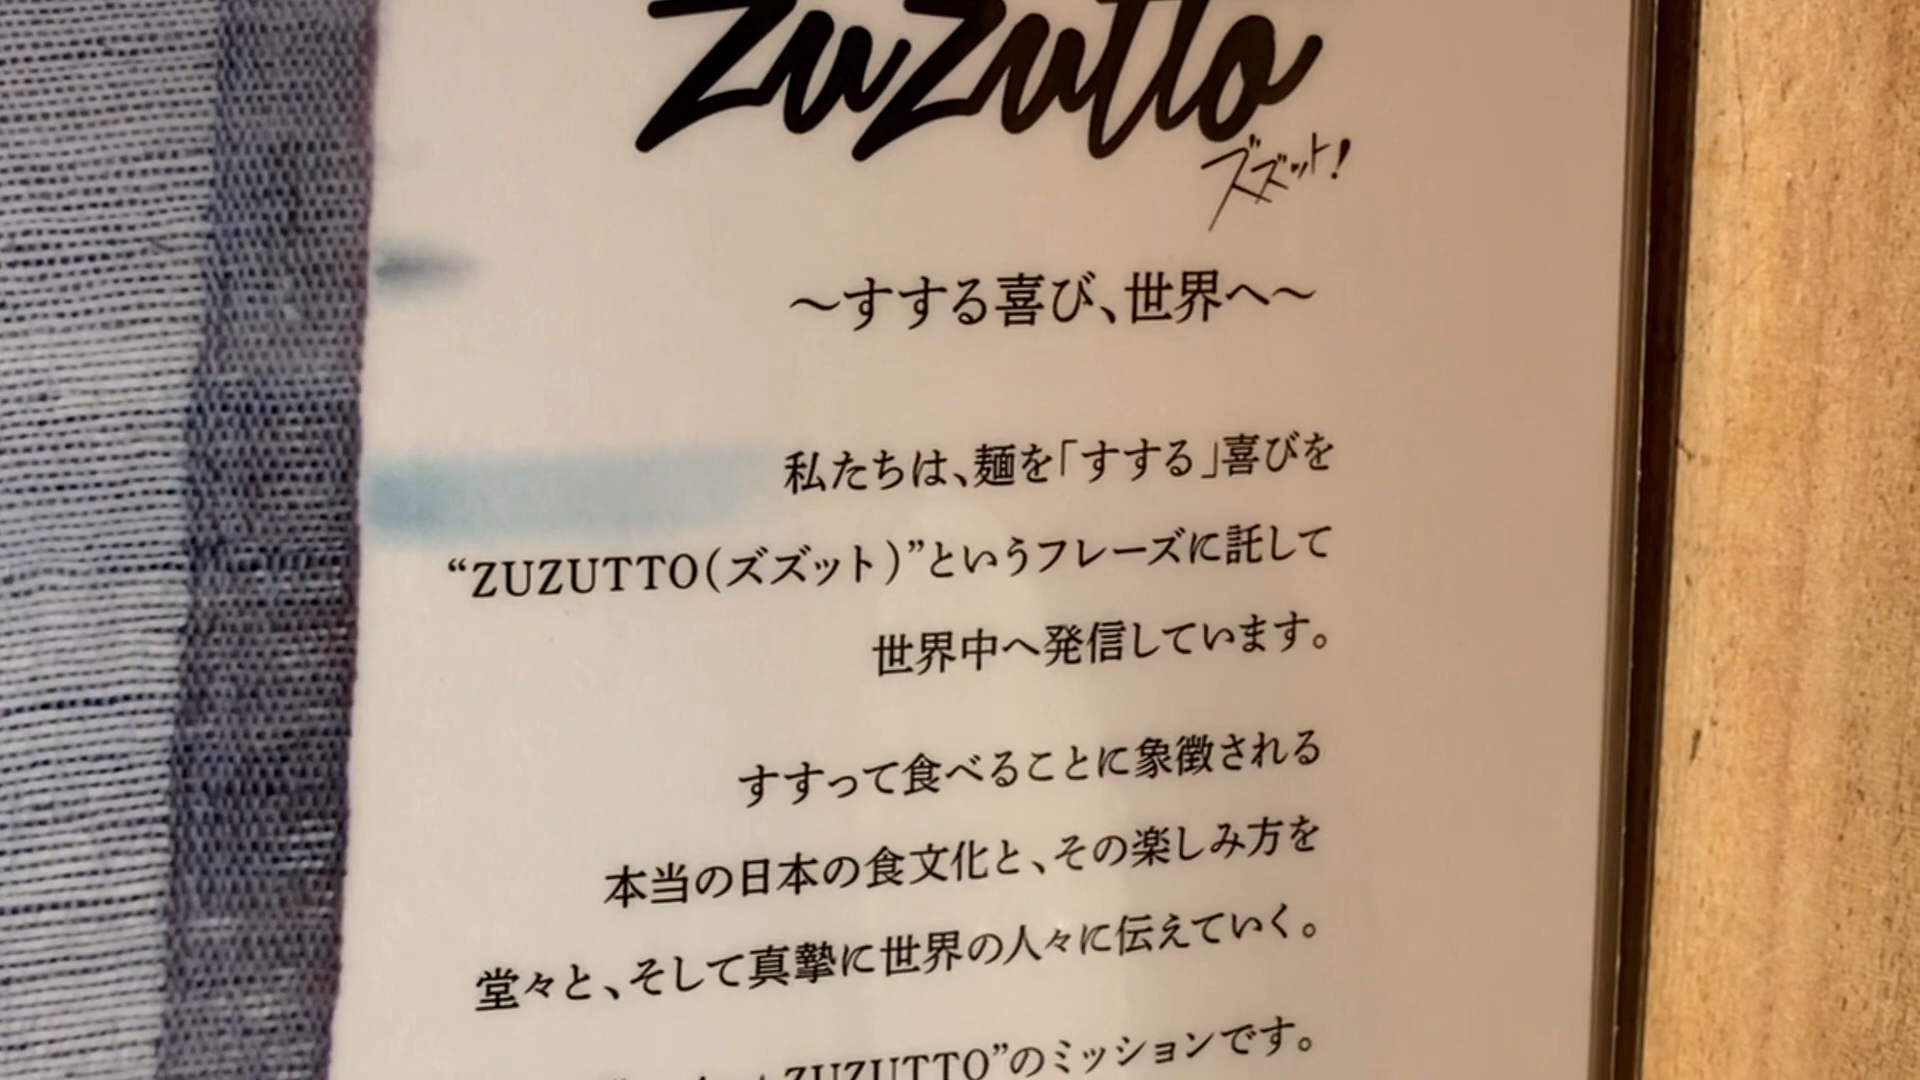 zuzutto
ズズット!
〜すする喜び、世界へ〜
私たちは、麺を「すする」喜びを
“ZUZUTTO(ズズット)”というフレーズに託して
世界中へ発信しています。
すすって食べることに象徴される
本当の日本の食文化と、その楽しみ方を
堂々と、そして真摯に世界の人々に伝えていく。
ZUZUTTO”のミッションです。